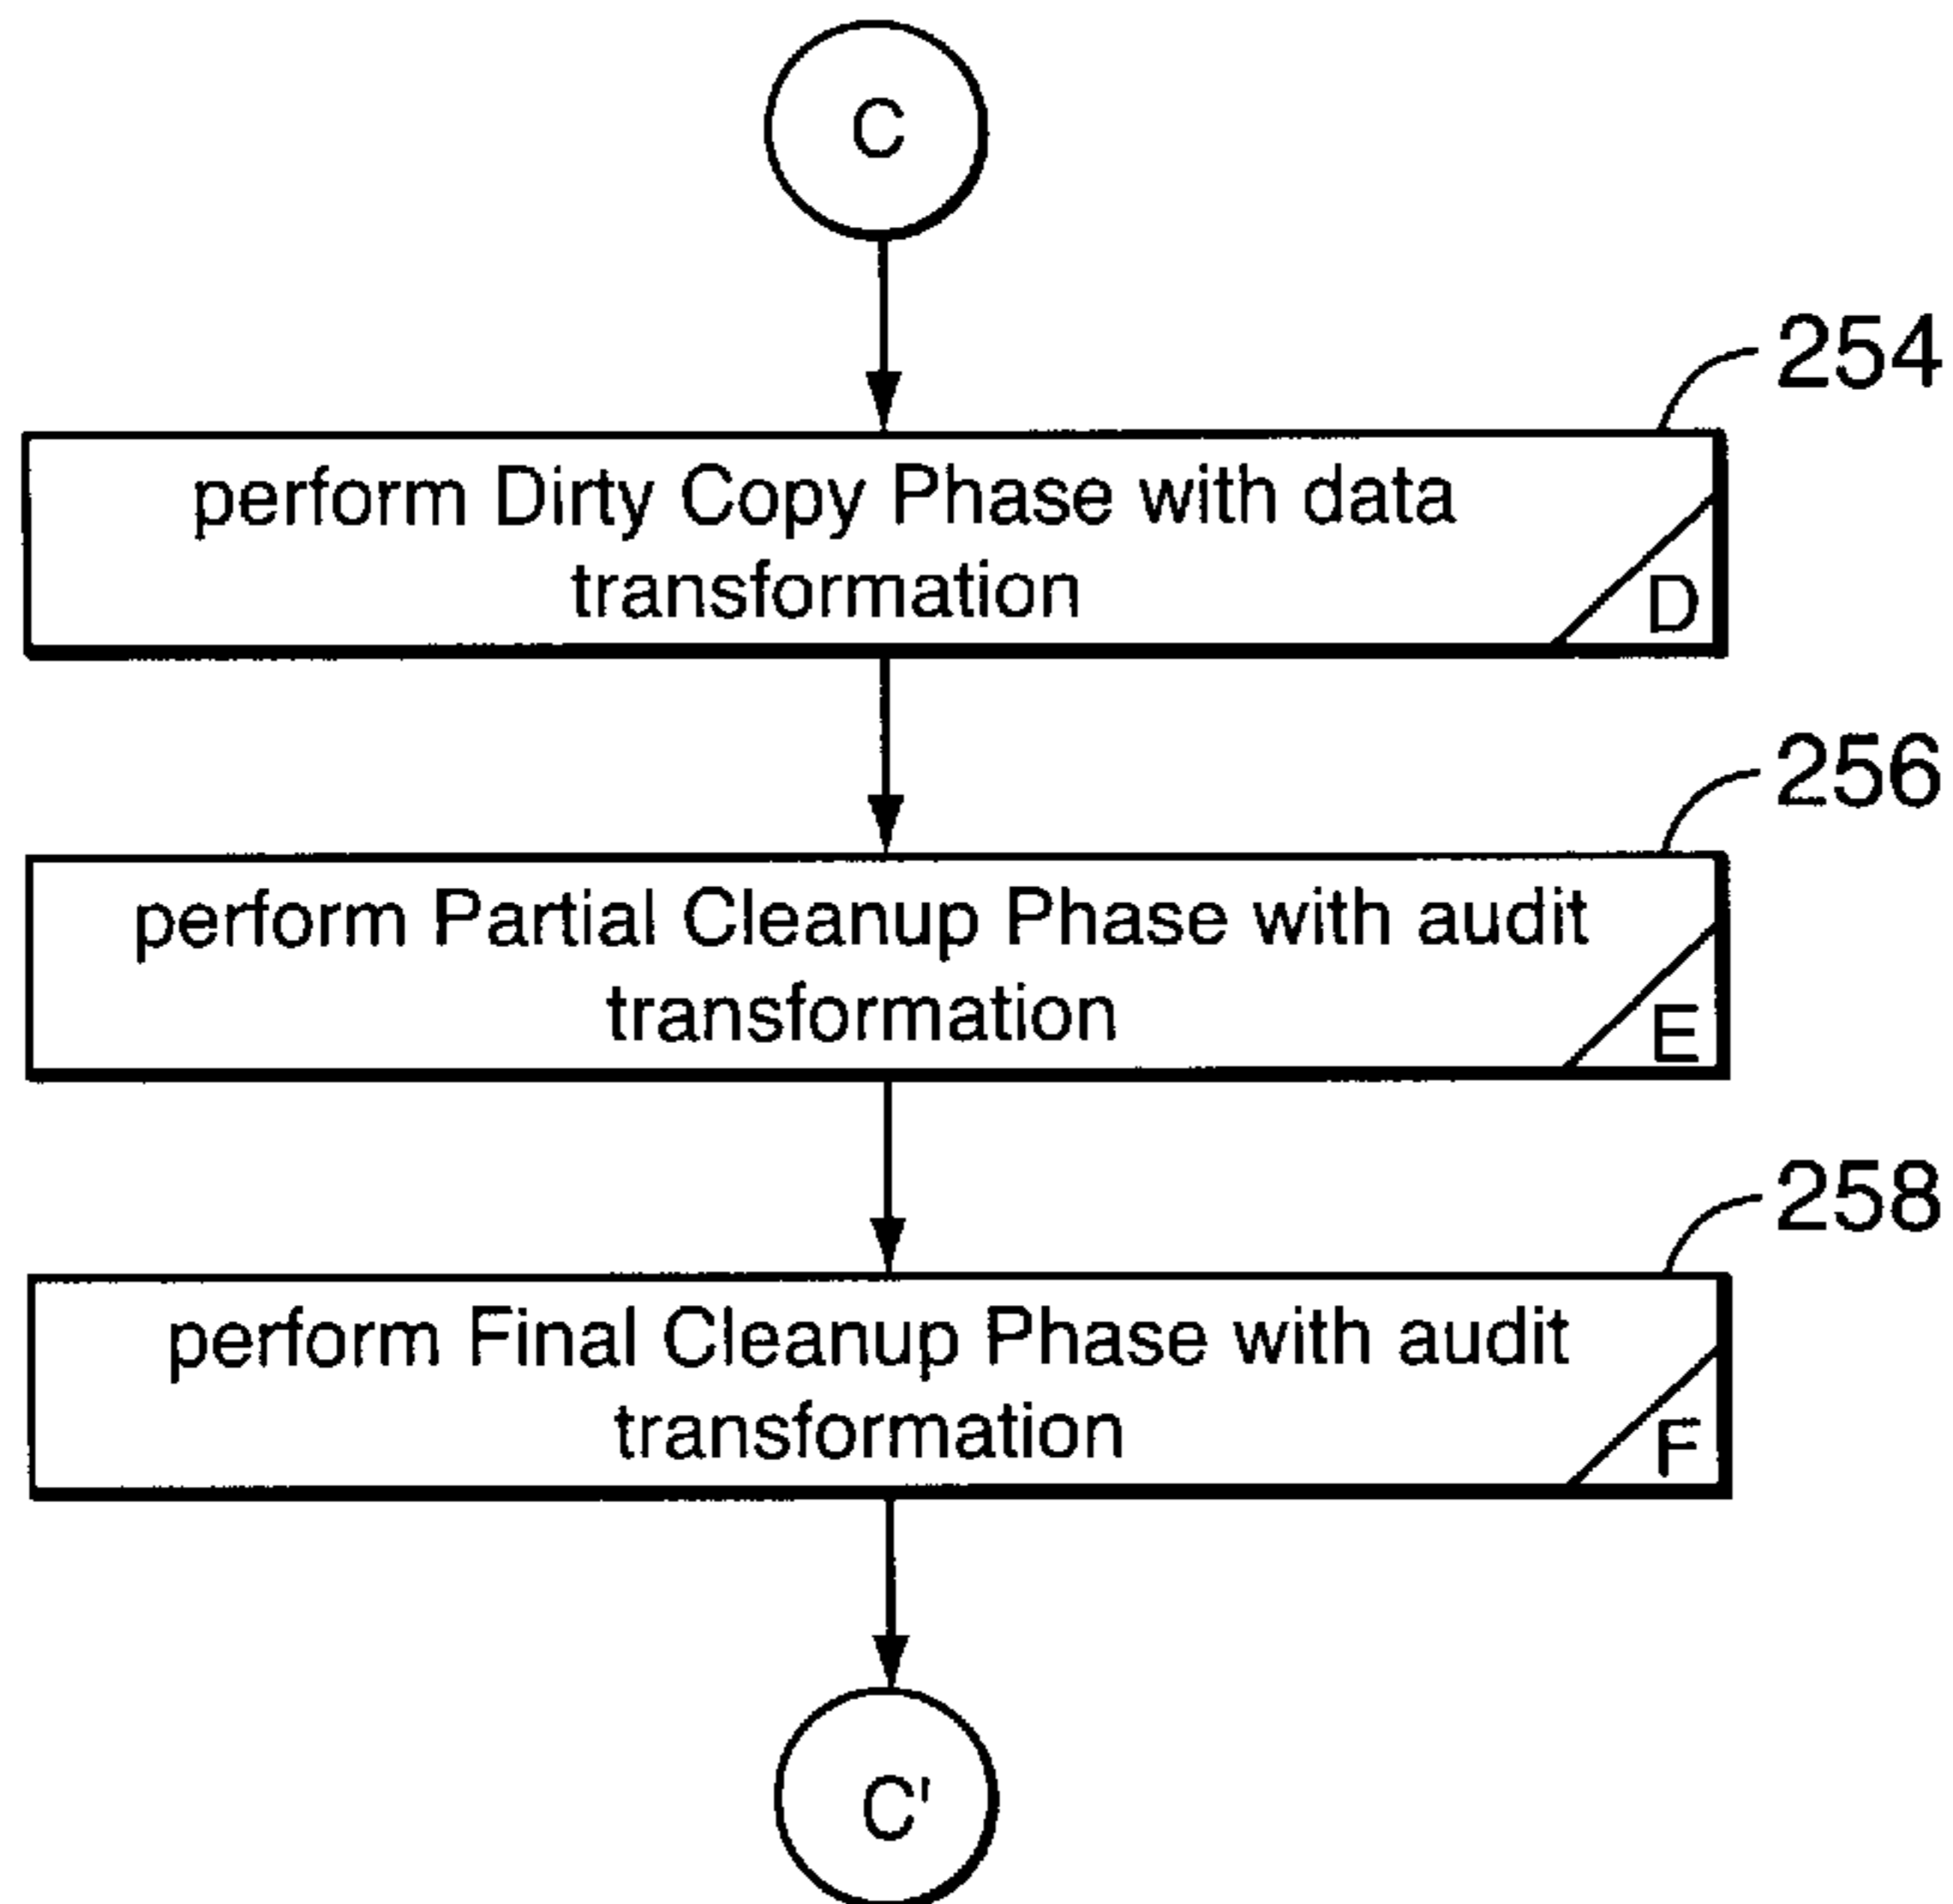 C
254
perform Dirty Copy Phase with data
transformation
D
256
perform Partial Cleanup Phase with audit
transformation
E
258
perform Final Cleanup Phase with audit
transformation
F
C'